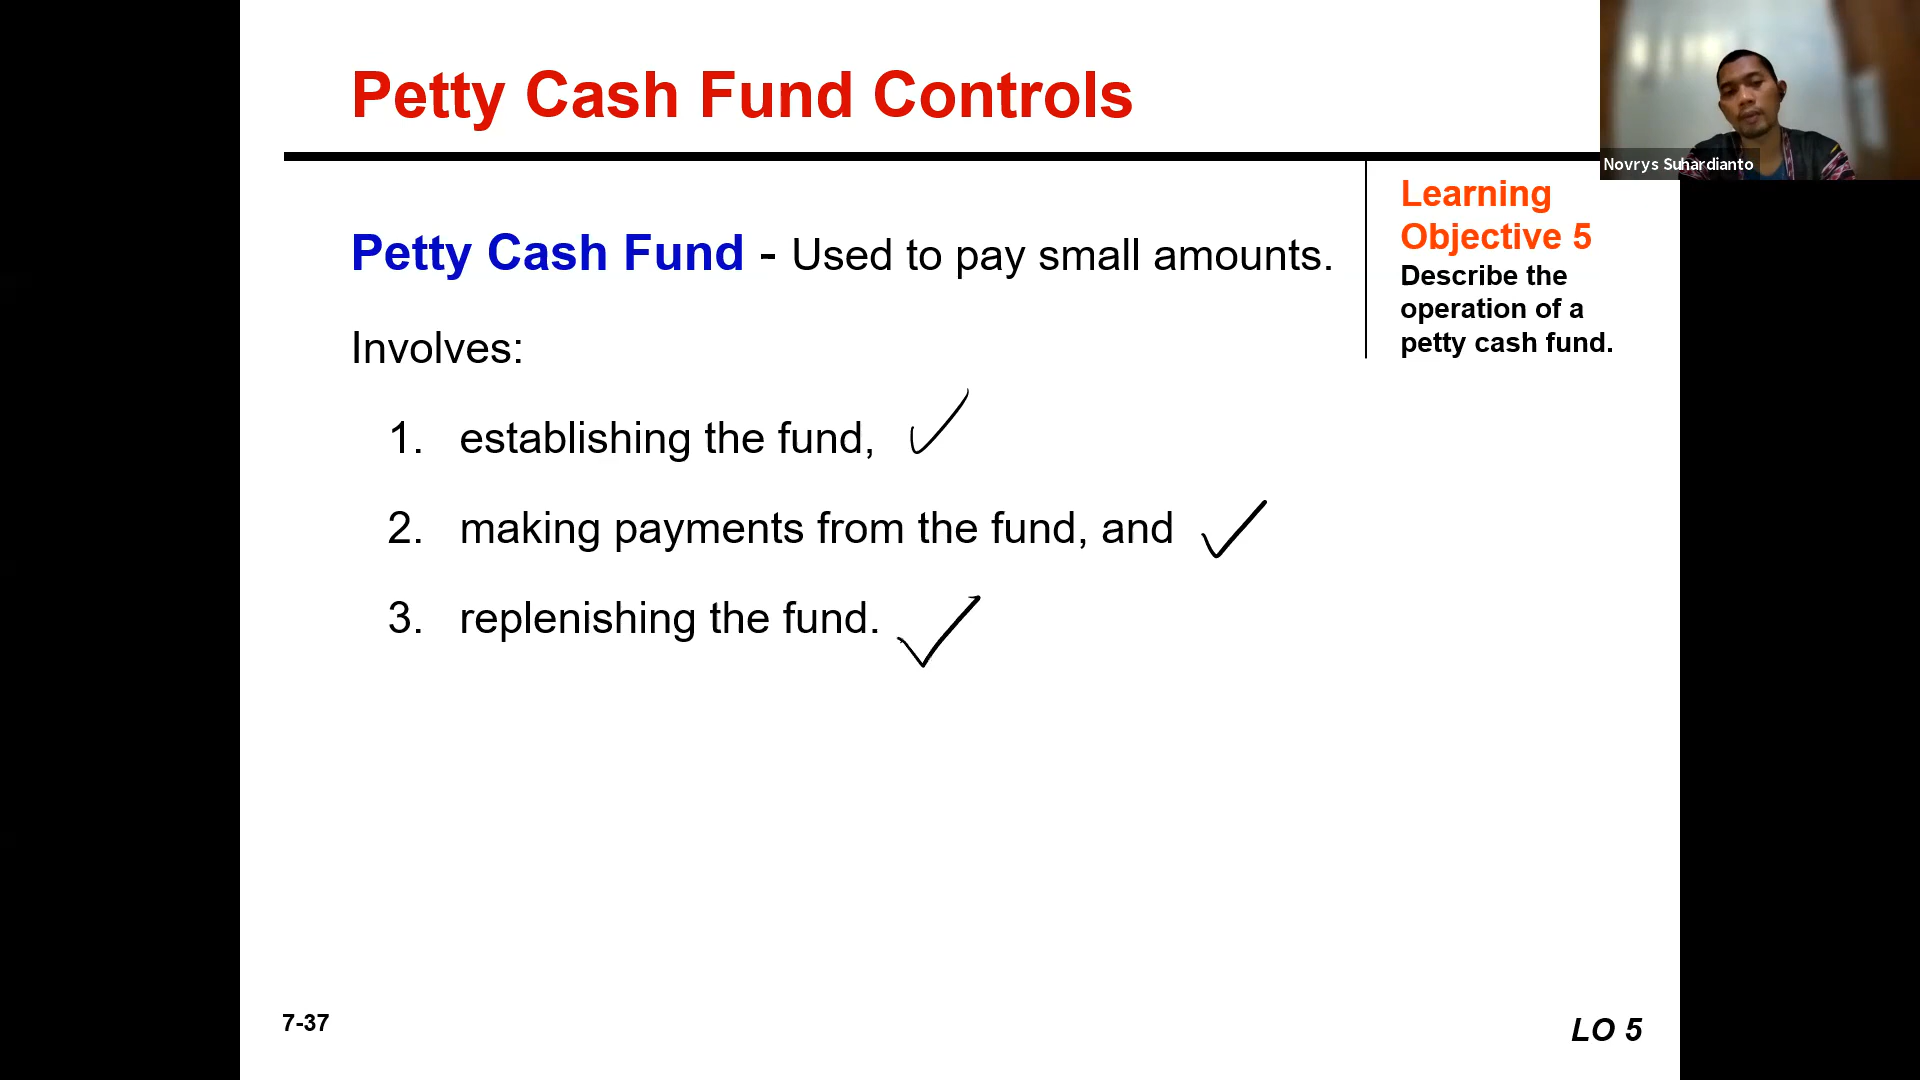 Petty Cash Fund Controls
Novrys Suhardianto
Learning
Objective 5
Describe the
operation of a
petty cash fund.
Petty Cash Fund - Used to pay small amounts.
Involves:
1. establishing the fund,
2. making payments from the fund, and
3. replenishing the fund.
7-37
LO 5